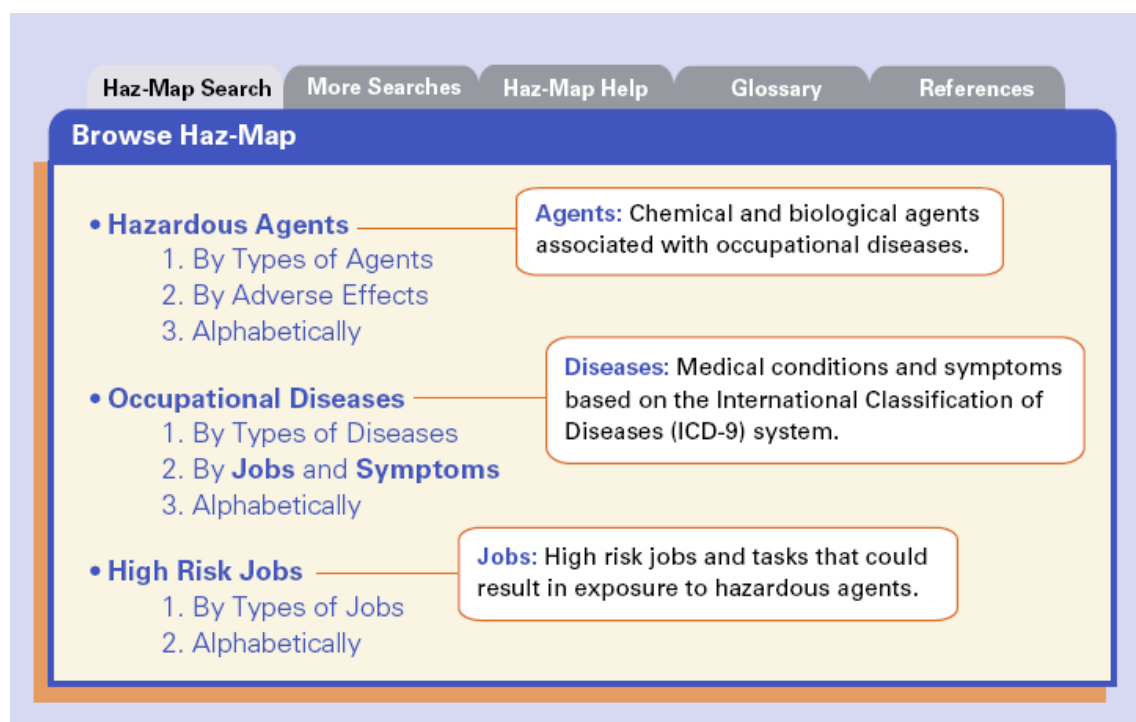 Haz-Map Search More Searches Haz-Map Help Glossary References
Browse Haz-Map
• Hazardous Agents
1. By Types of Agents
2. By Adverse Effects
3. Alphabetically
Agents: Chemical and biological agents
associated with occupational diseases.
• Occupational Diseases
1. By Types of Diseases
2. By Jobs and Symptoms
3. Alphabetically
Diseases: Medical conditions and symptoms
based on the International Classification of
Diseases (ICD-9) system.
• High Risk Jobs
1. By Types of Jobs
2. Alphabetically
Jobs: High risk jobs and tasks that could
result in exposure to hazardous agents.